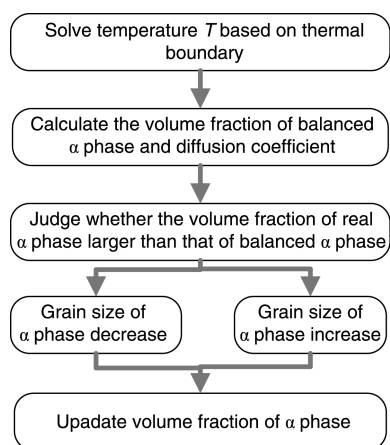 Solve temperature T based on thermal
boundary
Calculate the volume fraction of balanced
α phase and diffusion coefficient
Judge whether the volume fraction of real
α phase larger than that of balanced α phase
Grain size of
α phase decrease
Grain size of
α phase increase
Upadate volume fraction of α phase